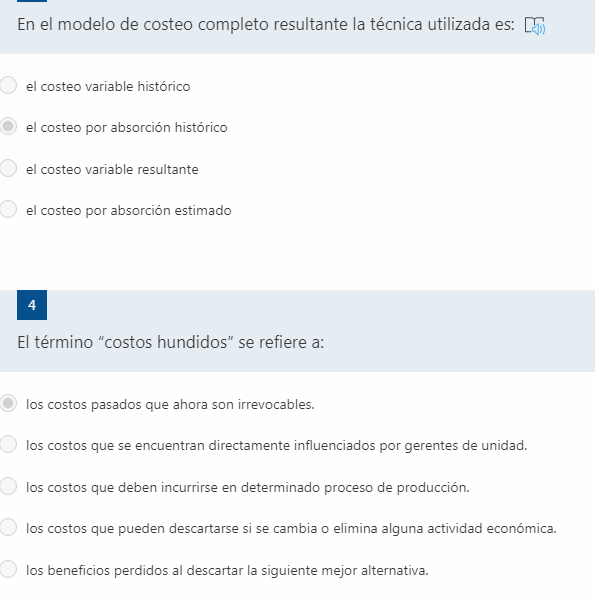 En el modelo de costeo completo resultante la técnica utilizada es:
el costeo variable histórico
el costeo por absorción histórico
el costeo variable resultante
el costeo por absorción estimado
4
El término “costos hundidos” se refiere a:
los costos pasados que ahora son irrevocables.
los costos que se encuentran directamente influenciados por gerentes de unidad.
los costos que deben incurrirse en determinado proceso de producción.
los costos que pueden descartarse si se cambia o elimina alguna actividad económica.
los beneficios perdidos al descartar la siguiente mejor alternativa.